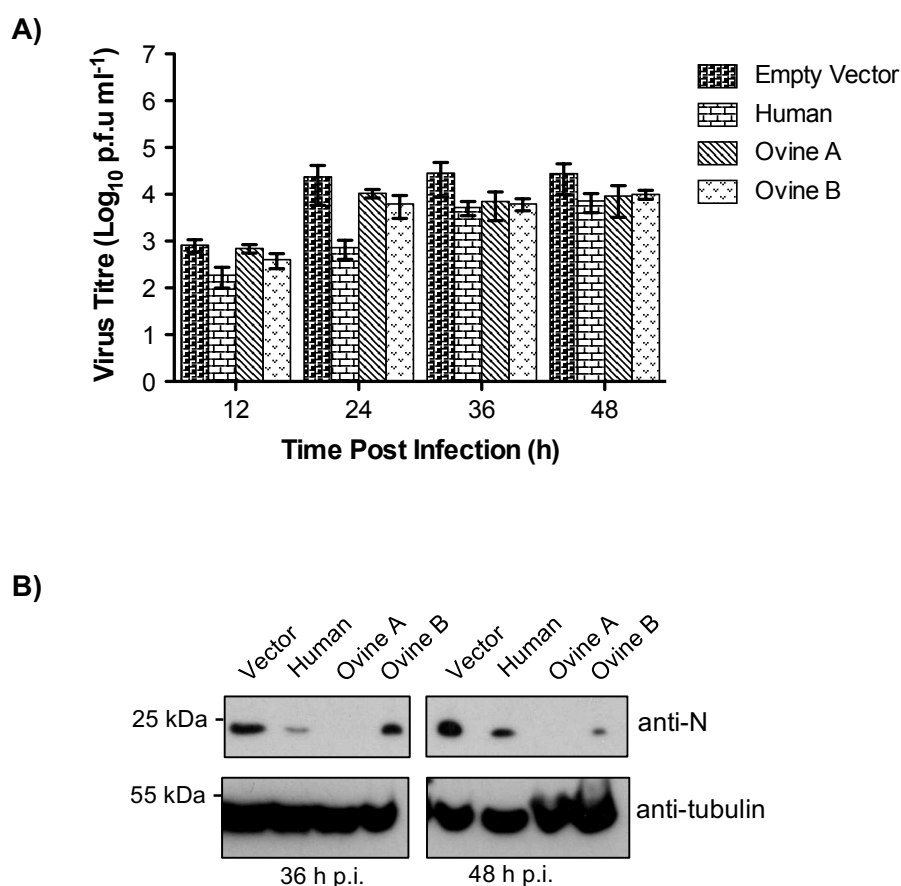 A)
Virus Titre (Log10 p.f.u ml-1)
7
6
5
4
3
2
1
0
12 24 36 48
Time Post Infection (h)
Empty Vector
Human
Ovine A
Ovine B
B)
Vector Human Ovine A Ovine B Vector Human Ovine A Ovine B
25 kDa anti-N
55 kDa anti-tubulin
36 h p.i. 48 h p.i.